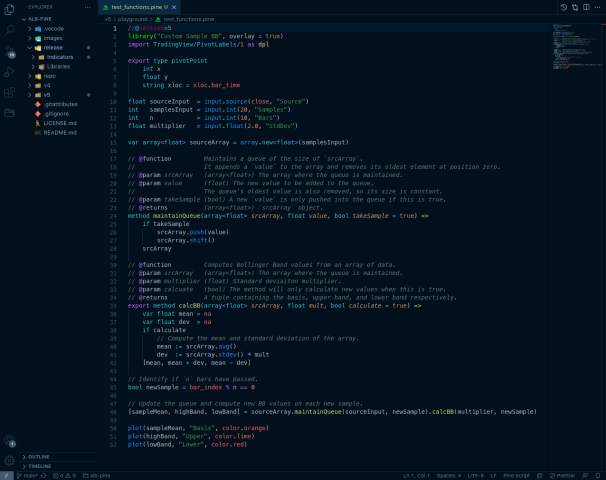 EXPLORER
ALB-PINE
.vscode
images
release
Indicators
Libraries
repo
v4
v5
.gitattributes
.gitignore
LICENSE.md
README.md
OUTLINE
TIMELINE
test_functions.pine
v5 > playground > test_functions.pine
1 //@version=5
2 library("Custom Sample BB", overlay = true)
3 import TradingView/PivotLabels/1 as dpl
4
5 export type pivotPoint
6 int x
7 float y
8 string xloc = xloc.bar_time
9
10 float sourceInput = input.source(close, "Source")
11 int samplesInput = input.int(20, "Samples")
12 int n = input.int(10, "Bars")
13 float multiplier = input.float(2.0, "StdDev")
14
15 var array<float> sourceArray = array.new<float>(samplesInput)
16
17 // @function Maintains a queue of the size of `srcArray`.
18 // It appends a `value` to the array and removes its oldest element at position zero.
19 // @param srcArray (array<float>) The array where the queue is maintained.
20 // @param value (float) The new value to be added to the queue.
21 // The queue's oldest value is also removed, so its size is constant.
22 // @param takeSample (bool) A new `value` is only pushed into the queue if this is true.
23 // @returns (array<float>) `srcArray` object.
24 method maintainQueue(array<float> srcArray, float value, bool takeSample = true) =>
25 if takeSample
26 srcArray.push(value)
27 srcArray.shift()
28 srcArray
29
30 // @function Computes Bollinger Band values from an array of data.
31 // @param srcArray (array<float>) The array where the queue is maintained.
32 // @param multiplier (float) Standard deviaiton multiplier.
33 // @param calcuate (bool) The method will only calculate new values when this is true.
34 // @returns A tuple containing the basis, upper band, and lower band respectively.
35 export method calcBB(array<float> srcArray, float mult, bool calculate = true) =>
36 var float mean = na
37 var float dev = na
38 if calculate
39 // Compute the mean and standard deviation of the array.
40 mean := srcArray.avg()
41 dev := srcArray.stdev() * mult
42 [mean, mean + dev, mean - dev]
43
44 // Identify if `n` bars have passed.
45 bool newSample = bar_index % n == 0
46
47 // Update the queue and compute new BB values on each new sample.
48 [sampleMean, highBand, lowBand] = sourceArray.maintainQueue(sourceInput, newSample).calcBB(multiplier, newSample)
49
50 plot(sampleMean, "Basis", color.orange)
51 plot(highBand, "Upper", color.lime)
52 plot(lowBand, "Lower", color.red)
main* 0 0 alb-pine Ln 1, Col 1 Spaces: 4 UTF-8 LF Pine Script Prettier